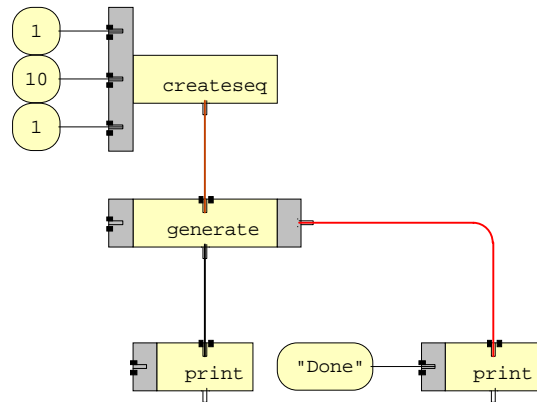 1
10
createseq
1
generate
print
"Done"
print